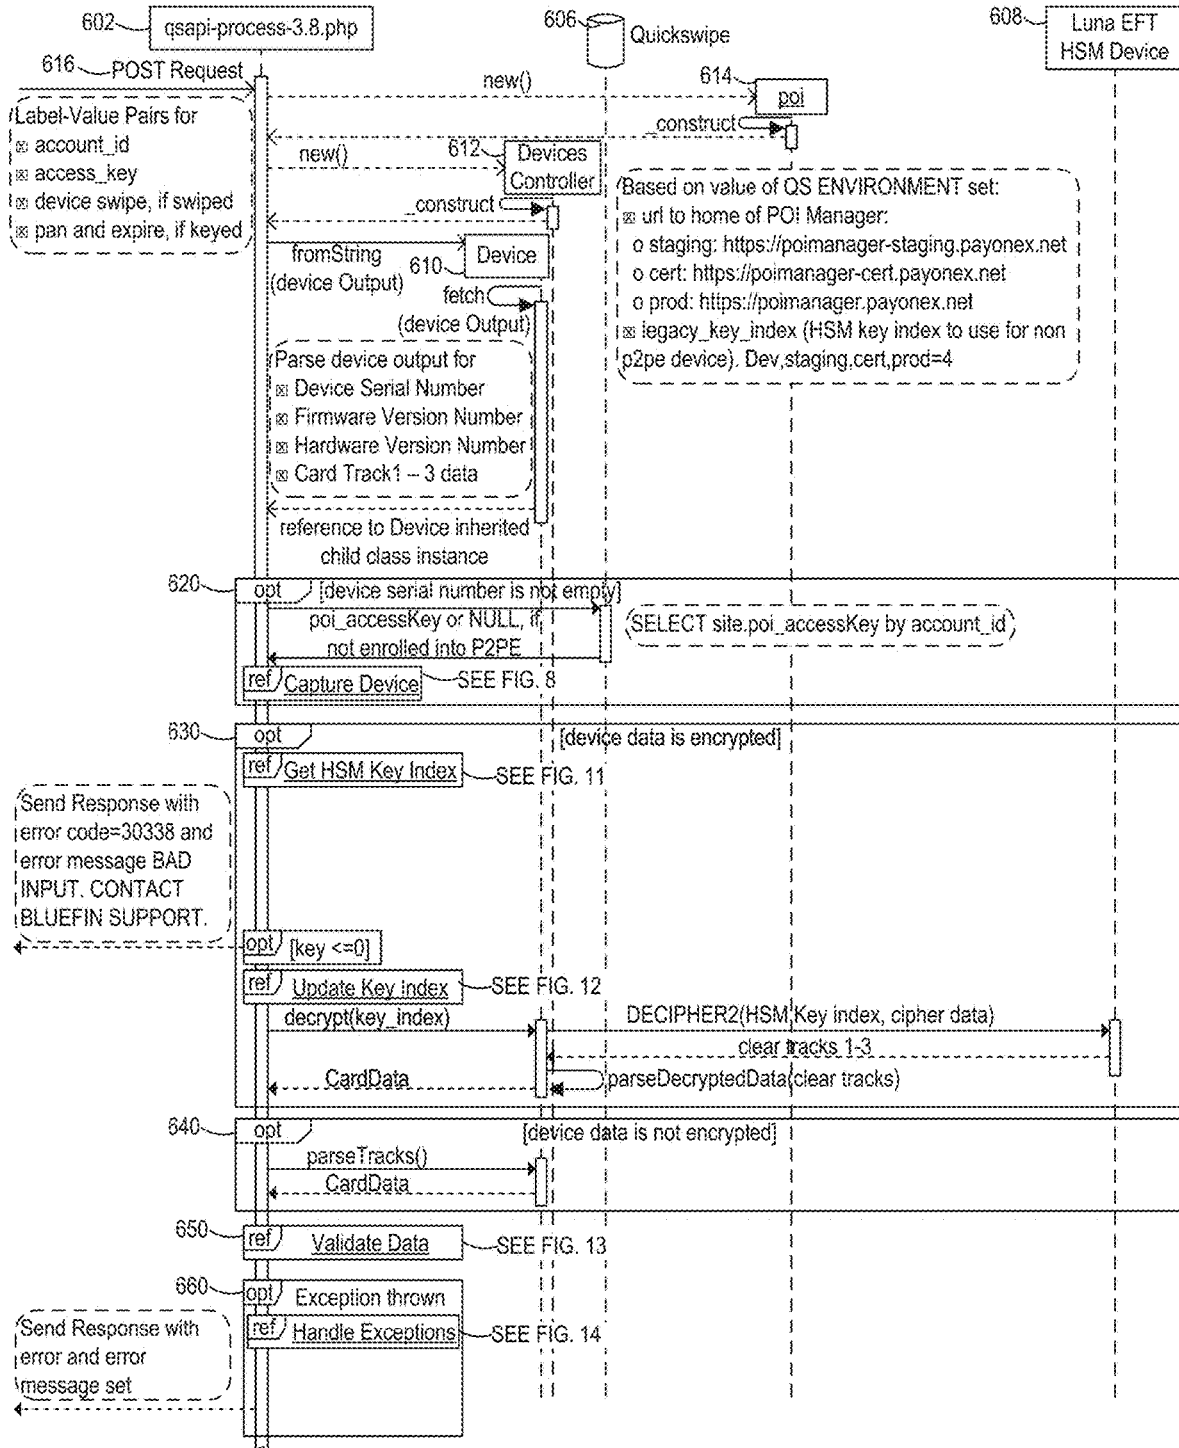 602
qsapi-process-3.8.php
606
Quickswipe
608
Luna EFT
HSM Device
616
POST Request
new()
614
poi
Label-Value Pairs for
account_id
access_key
device swipe, if swiped
pan and expire, if keyed
_construct
new()
612
Devices
Controller
_construct
Based on value of QS ENVIRONMENT set:
url to home of POI Manager:
o staging: https://poimanager-staging.payonex.net
o cert: https://poimanager-cert.payonex.net
o prod: https://poimanager.payonex.net
legacy_key_index (HSM key index to use for non
p2pe device). Dev,staging,cert,prod=4
fromString
(device Output)
610
Device
fetch
(device Output)
Parse device output for
Device Serial Number
Firmware Version Number
Hardware Version Number
Card Track1 – 3 data
reference to Device inherited
child class instance
620
opt
[device serial number is not empty]
poi_accessKey or NULL, if
not enrolled into P2PE
(SELECT site.poi_accessKey by account_id)
ref
Capture Device
SEE FIG. 8
630
opt
[device data is encrypted]
ref
Get HSM Key Index
SEE FIG. 11
Send Response with
error code=30338 and
error message BAD
INPUT. CONTACT
BLUEFIN SUPPORT.
opt
[key <=0]
ref
Update Key Index
SEE FIG. 12
decrypt(key_index)
DECIPHER2(HSM Key index, cipher data)
clear tracks 1-3
CardData
parseDecryptedData(clear tracks)
640
opt
[device data is not encrypted]
parseTracks()
CardData
650
ref
Validate Data
SEE FIG. 13
660
opt
Exception thrown
ref
Handle Exceptions
SEE FIG. 14
Send Response with
error and error
message set